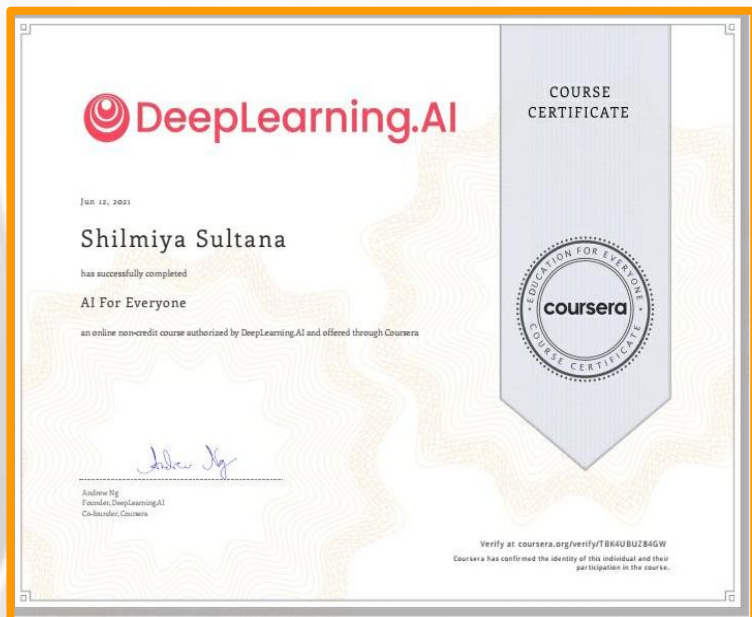 DeepLearning.AI
COURSE
CERTIFICATE
Jun 12, 2021
Shilmiya Sultana
has successfully completed
AI For Everyone
an online non-credit course authorized by DeepLearning.AI and offered through Coursera
EDUCATION FOR EVERYONE
coursera
COURSE CERTIFICATE
Andrew Ng
Andrew Ng
Founder, DeepLearning.AI
Co-founder, Coursera
Verify at coursera.org/verify/TBK4UBUZB4GW
Coursera has confirmed the identity of this individual and their
participation in the course.